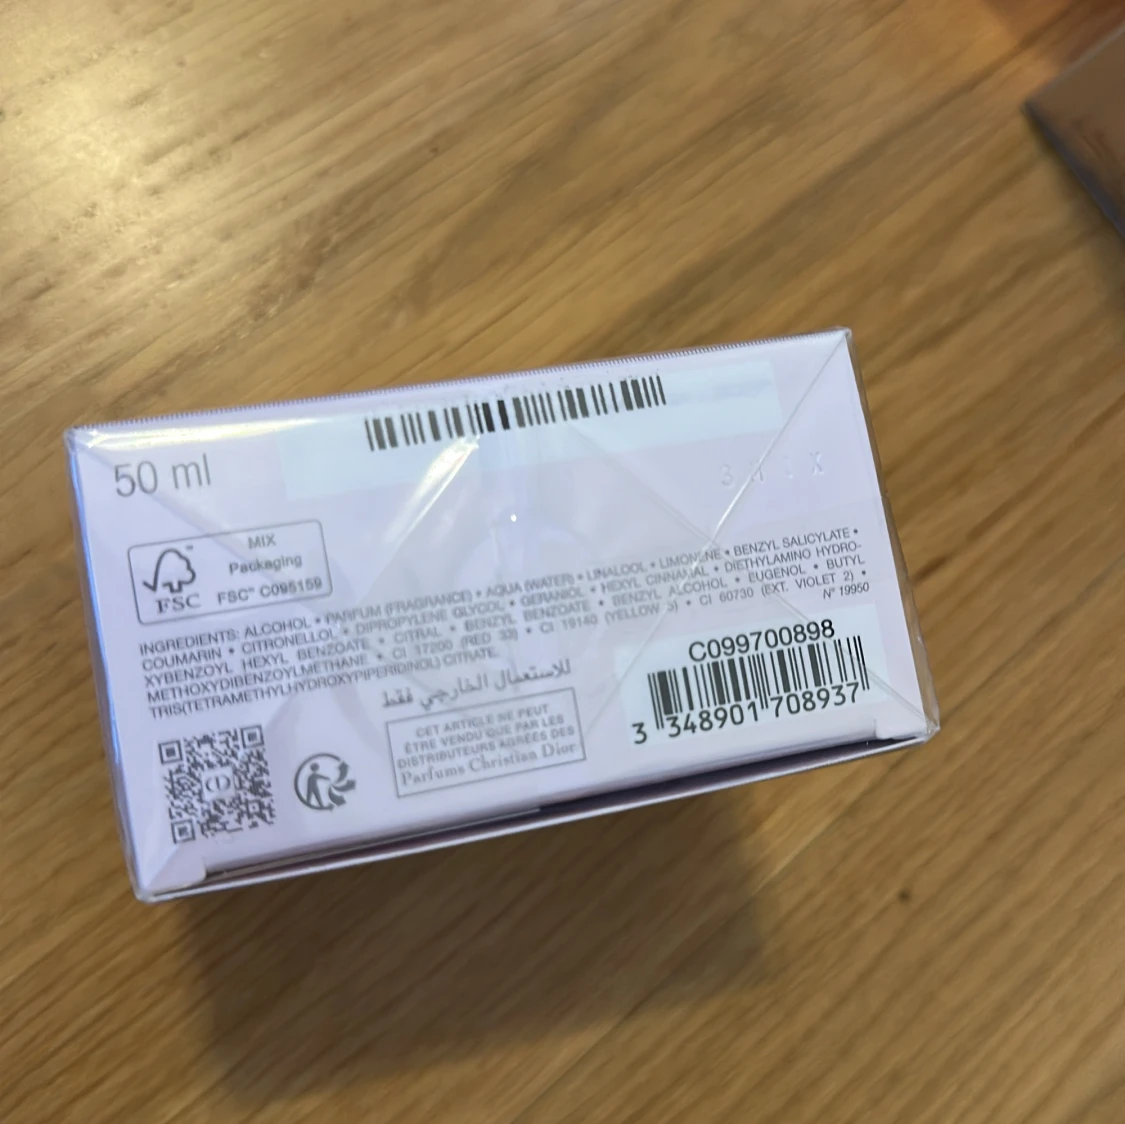 50 ml
MIX
Packaging
FSC™ C095159
FSC
INGREDIENTS: ALCOHOL • PARFUM (FRAGRANCE) • AQUA (WATER) • LINALOOL • LIMONENE • BENZYL SALICYLATE •
COUMARIN • CITRONELLOL • DIPROPYLENE GLYCOL • GERANIOL • HEXYL CINNAMAL • DIETHYLAMINO HYDRO-
XYBENZOYL HEXYL BENZOATE • CITRAL • BENZYL BENZOATE • BENZYL ALCOHOL • EUGENOL • BUTYL
METHOXYDIBENZOYLMETHANE • CI 17200 (RED 33) • CI 19140 (YELLOW 5) • CI 60730 (EXT. VIOLET 2) •
TRIS(TETRAMETHYLHYDROXYPIPERIDINOL) CITRATE
N° 19950
للاستعمال الخارجي فقط
CET ARTICLE NE PEUT
ÊTRE VENDU QUE PAR LES
DISTRIBUTEURS AGRÉÉS DES
Parfums Christian Dior
C099700898
3 348901 708937